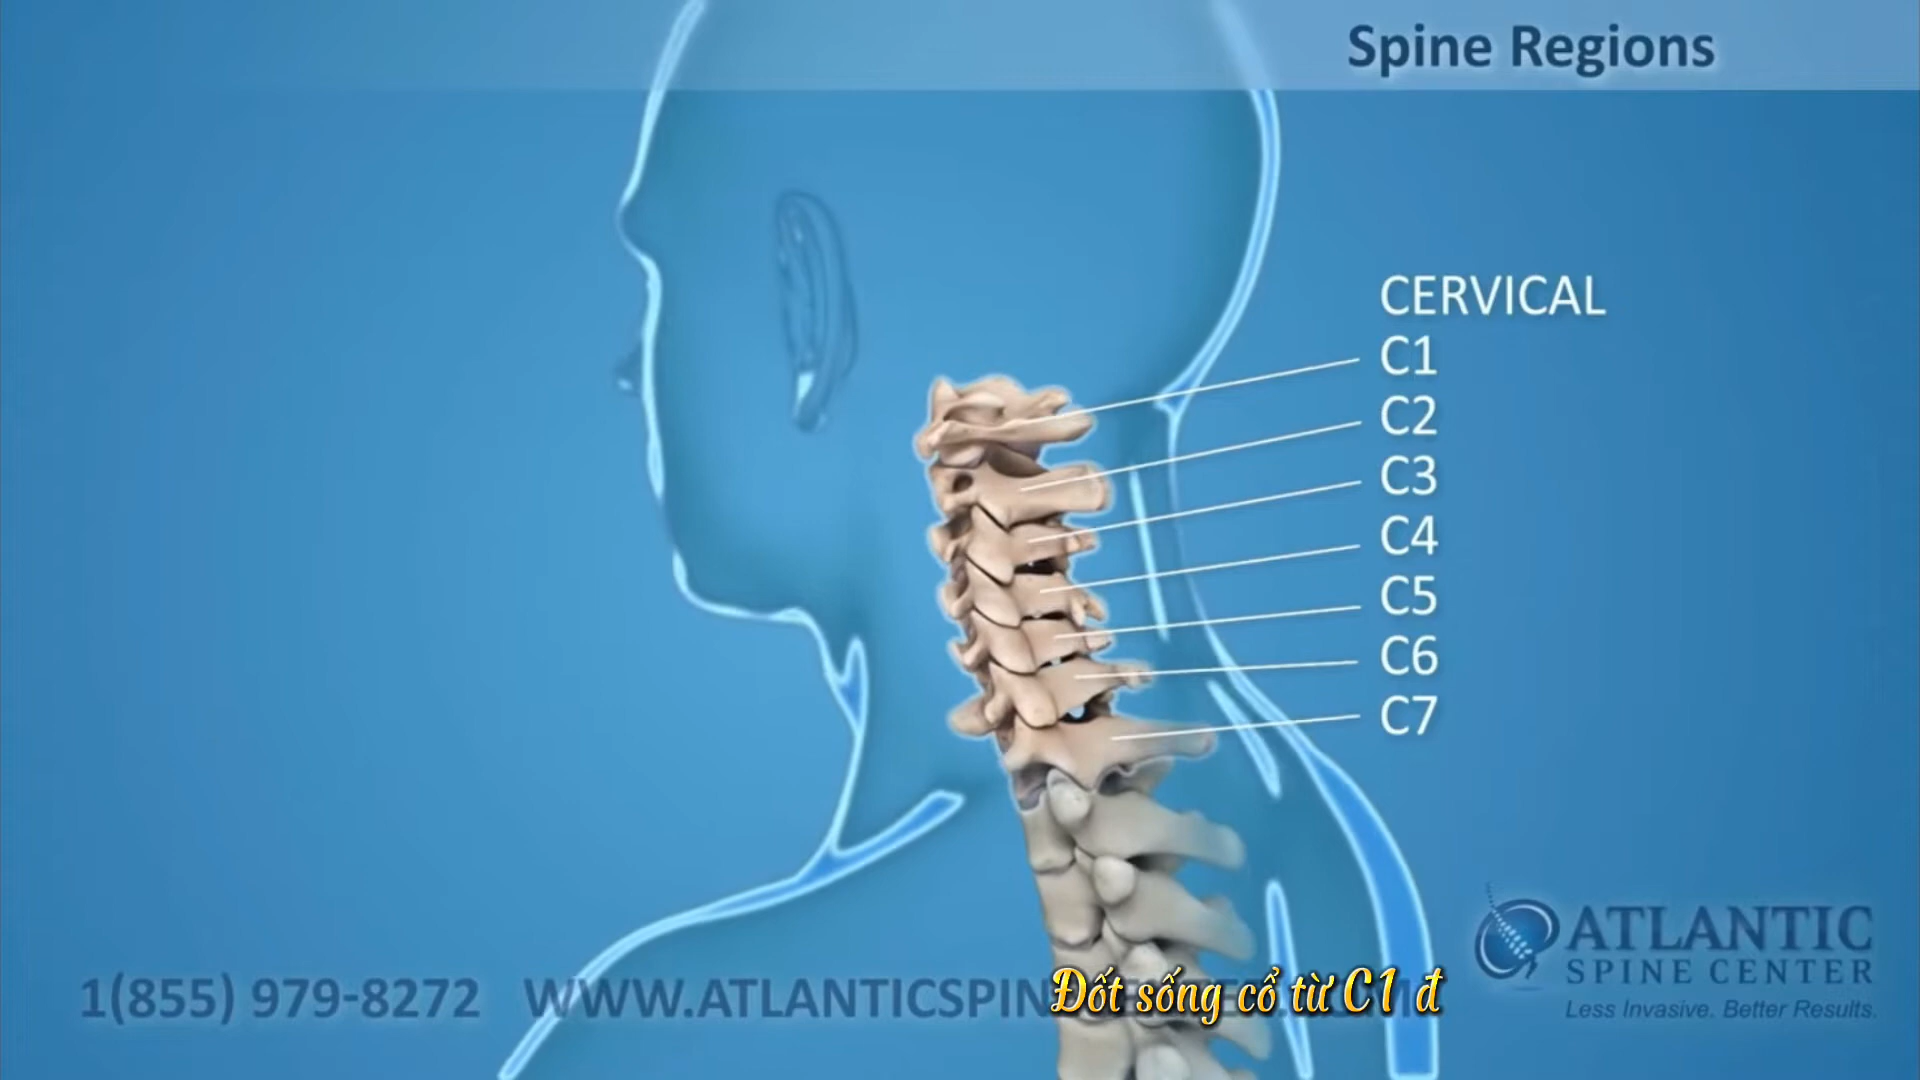 Spine Regions
CERVICAL
C1
C2
C3
C4
C5
C6
C7
ATLANTIC
SPINE CENTER
Less Invasive. Better Results.
1(855) 979-8272
Đốt sống cổ từ C1 đ